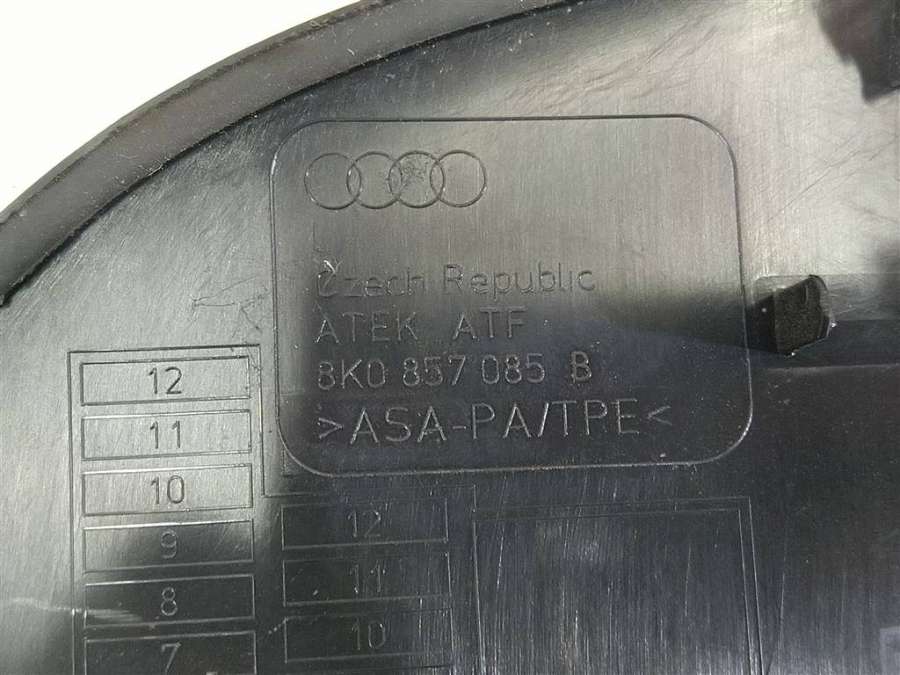 Czech Republic
ATEK ATF
8K0 857 085 B
>ASA-PA/TPE<
12
11
10
9
8
7
12
11
10